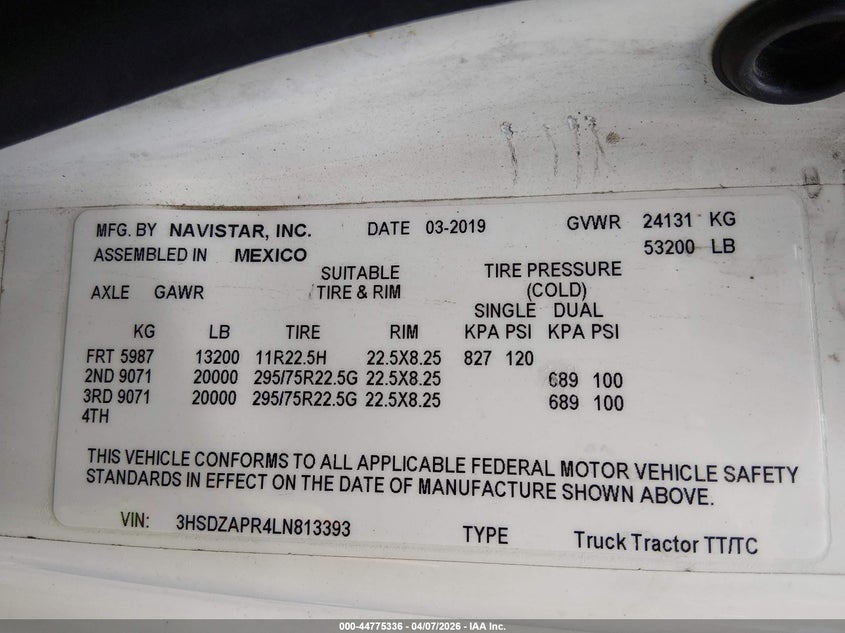 MFG. BY NAVISTAR, INC. DATE 03-2019 GVWR 24131 KG
53200 LB
ASSEMBLED IN MEXICO
SUITABLE TIRE PRESSURE
AXLE GAWR TIRE & RIM (COLD)
SINGLE DUAL
KG LB TIRE RIM KPA PSI KPA PSI
FRT 5987 13200 11R22.5H 22.5X8.25 827 120
2ND 9071 20000 295/75R22.5G 22.5X8.25 689 100
3RD 9071 20000 295/75R22.5G 22.5X8.25 689 100
4TH
THIS VEHICLE CONFORMS TO ALL APPLICABLE FEDERAL MOTOR VEHICLE SAFETY
STANDARDS IN EFFECT ON THE DATE OF MANUFACTURE SHOWN ABOVE.
VIN: 3HSDZAPR4LN813393 TYPE Truck Tractor TT/TC
000-44775336 - 04/07/2026 - IAA Inc.